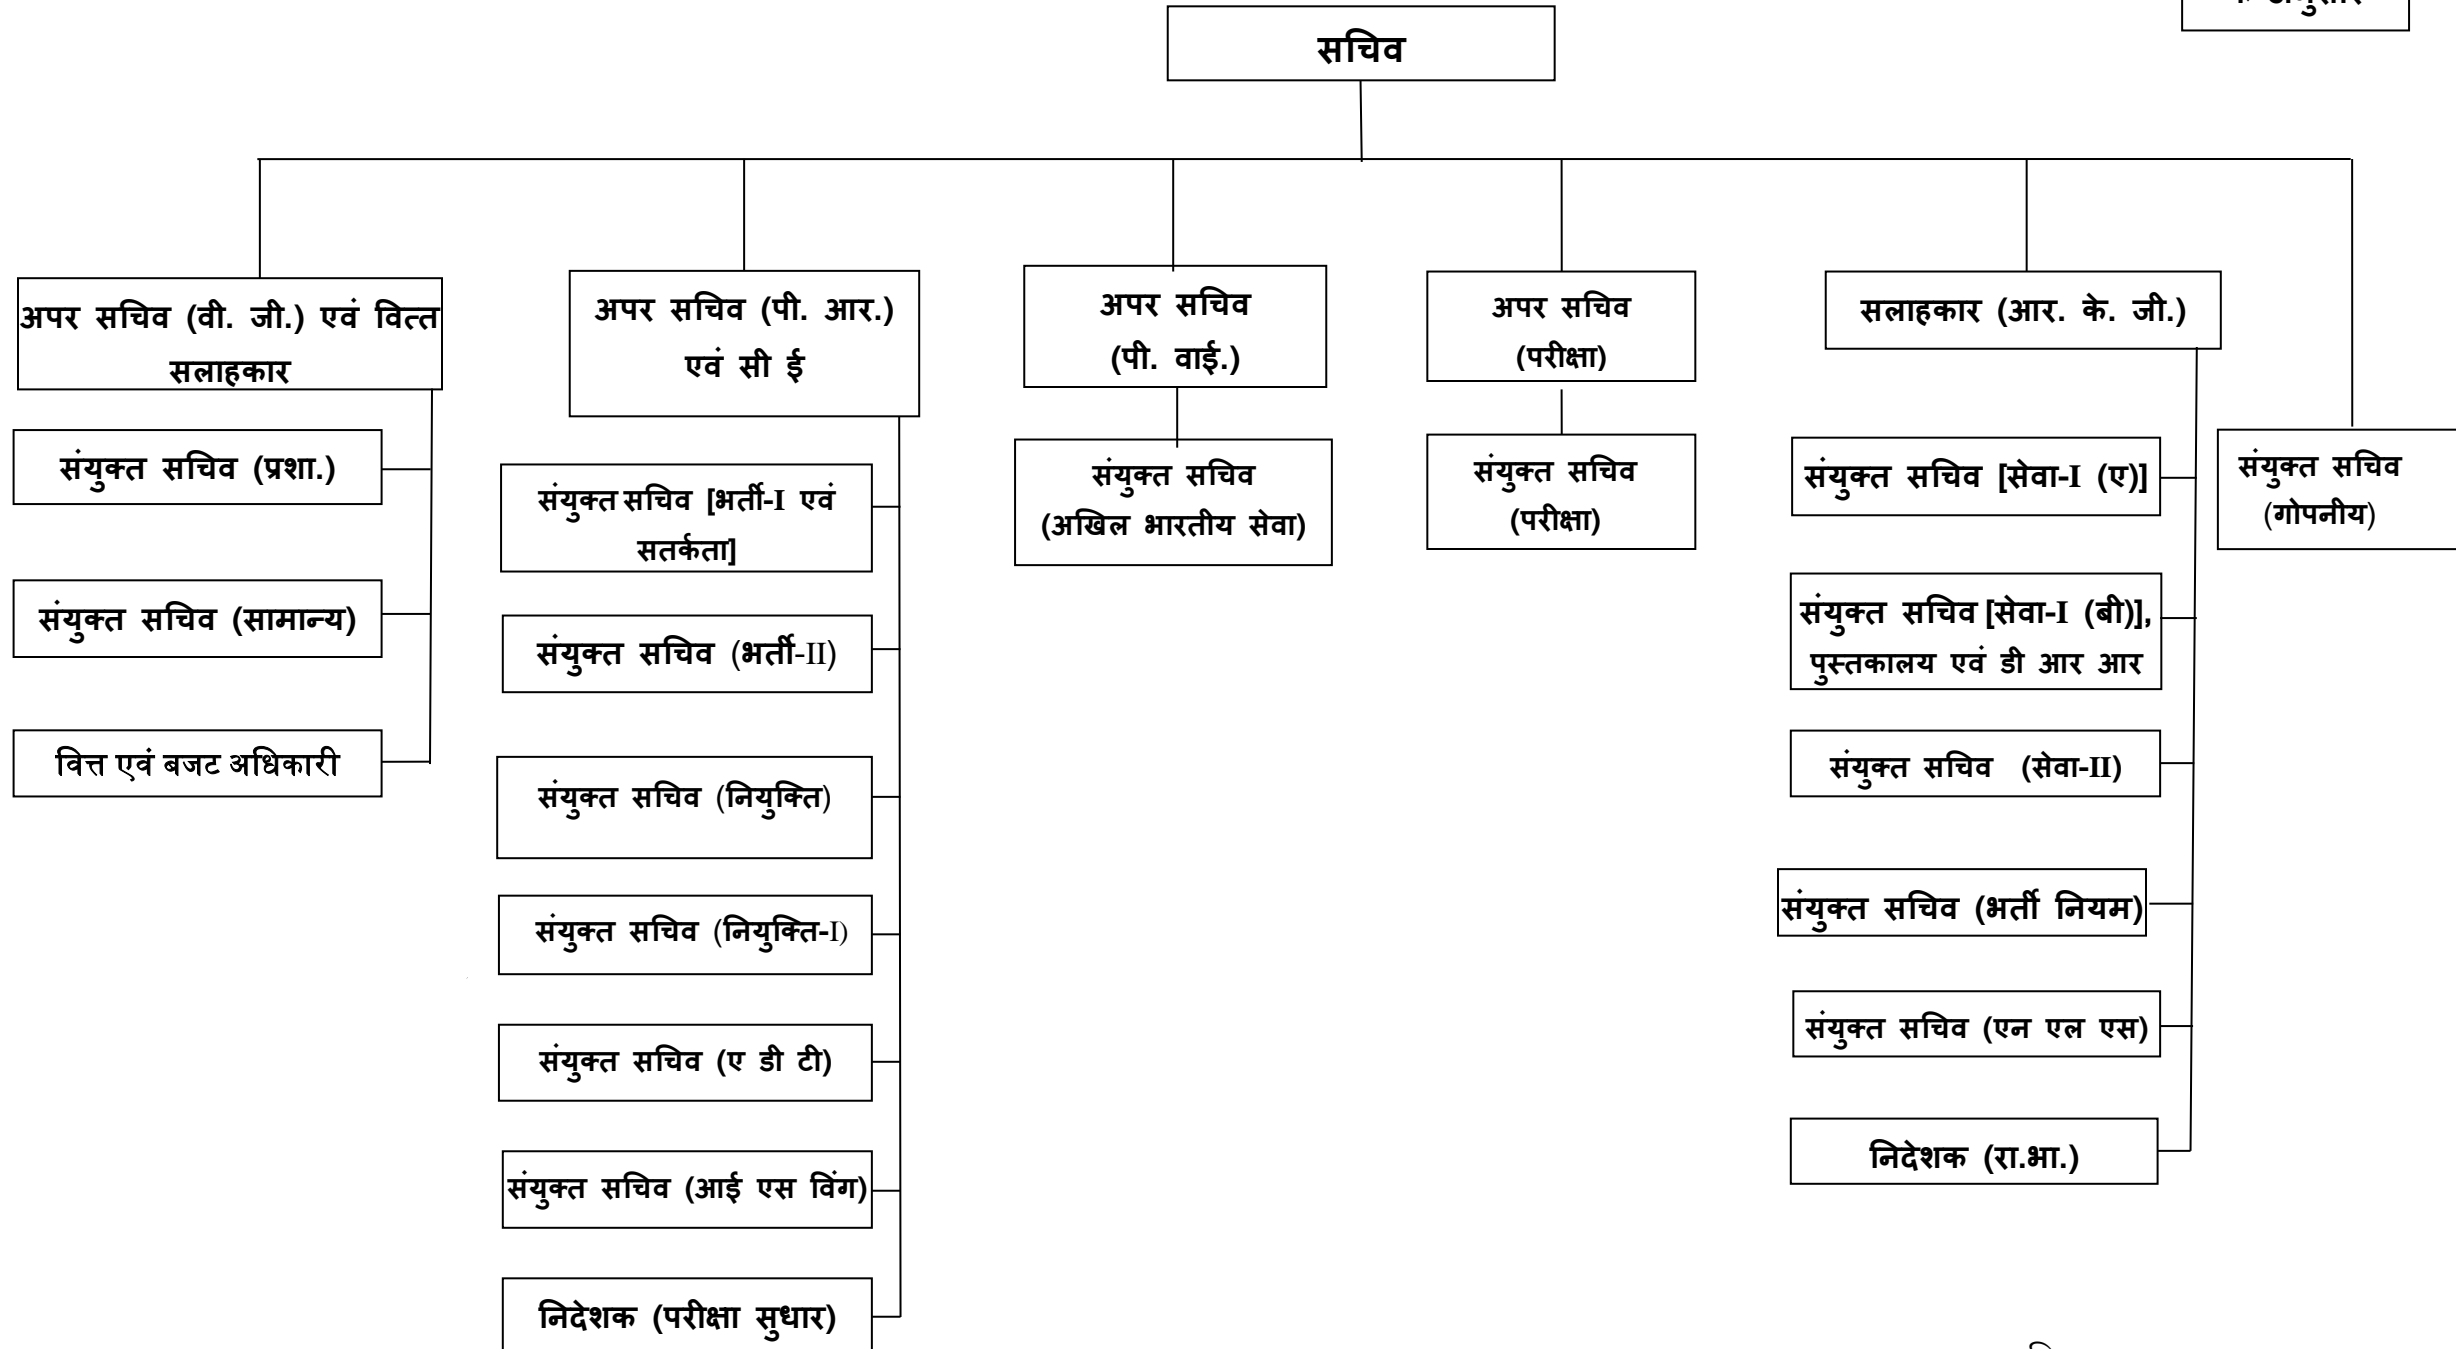 अनुसार
सचिव
अपर सचिव (वी. जी.) एवं वित्त
सलाहकार
संयुक्त सचिव (प्रशा.)
संयुक्त सचिव (सामान्य)
वित्त एवं बजट अधिकारी
अपर सचिव (पी. आर.)
एवं सी ई
संयुक्त सचिव [भर्ती-I एवं
सतर्कता]
संयुक्त सचिव (भर्ती-II)
संयुक्त सचिव (नियुक्ति)
संयुक्त सचिव (नियुक्ति-I)
संयुक्त सचिव (ए डी टी)
संयुक्त सचिव (आई एस विंग)
निदेशक (परीक्षा सुधार)
अपर सचिव
(पी. वाई.)
संयुक्त सचिव
(अखिल भारतीय सेवा)
अपर सचिव
(परीक्षा)
संयुक्त सचिव
(परीक्षा)
सलाहकार (आर. के. जी.)
संयुक्त सचिव [सेवा-I (ए)]
संयुक्त सचिव [सेवा-I (बी)],
पुस्तकालय एवं डी आर आर
संयुक्त सचिव (सेवा-II)
संयुक्त सचिव (भर्ती नियम)
संयुक्त सचिव (एन एल एस)
निदेशक (रा.भा.)
संयुक्त सचिव
(गोपनीय)